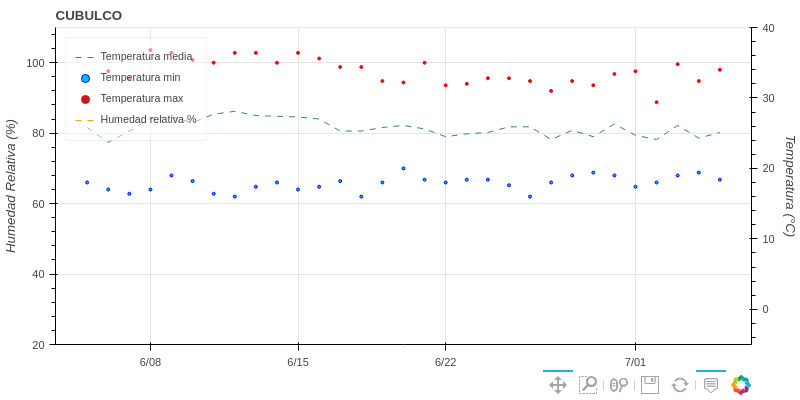 CUBULCO
Temperatura media
Temperatura min
Temperatura max
Humedad relativa %
Humedad Relativa (%)
100
80
60
40
20
Temperatura (°C)
40
30
20
10
0
6/08
6/15
6/22
7/01